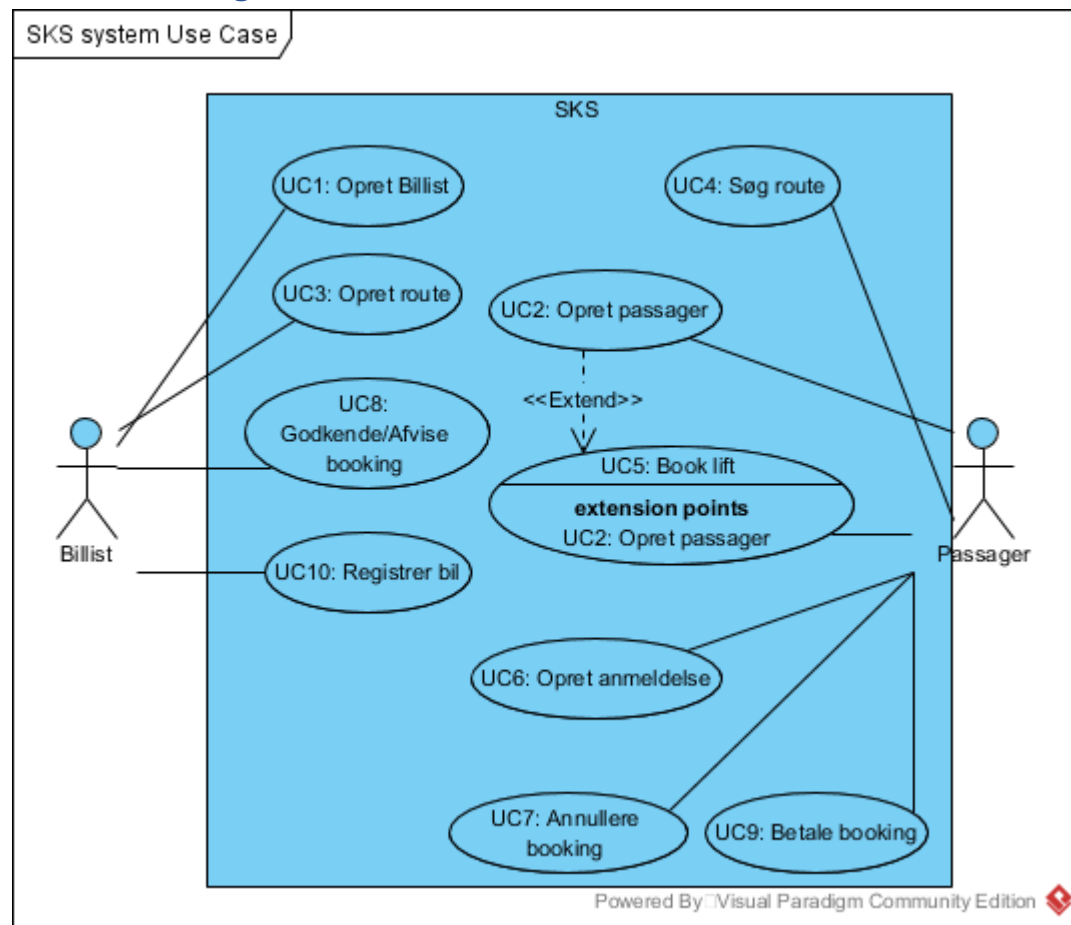 SKS system Use Case
SKS
UC1: Opret Billist
UC4: Søg route
UC3: Opret route
UC2: Opret passager
<<Extend>>
UC8:
Godkende/Afvise
booking
UC5: Book lift
extension points
UC2: Opret passager
Billist
Passager
UC10: Registrer bil
UC6: Opret anmeldelse
UC7: Annullere
booking
UC9: Betale booking
Powered By Visual Paradigm Community Edition